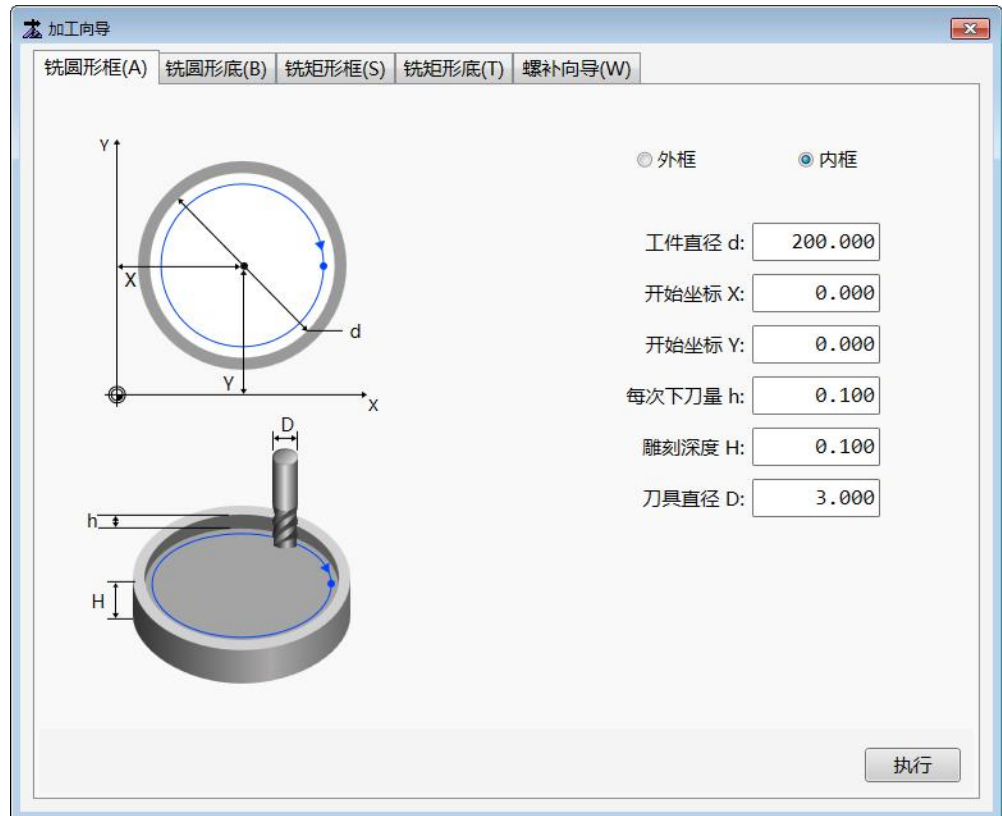 加工向导
铣圆形框(A) 铣圆形底(B) 铣矩形框(S) 铣矩形底(T) 螺补向导(W)
Y
X
d
Y
X
D
h
H
外框 内框
工件直径 d: 200.000
开始坐标 X: 0.000
开始坐标 Y: 0.000
每次下刀量 h: 0.100
雕刻深度 H: 0.100
刀具直径 D: 3.000
执行